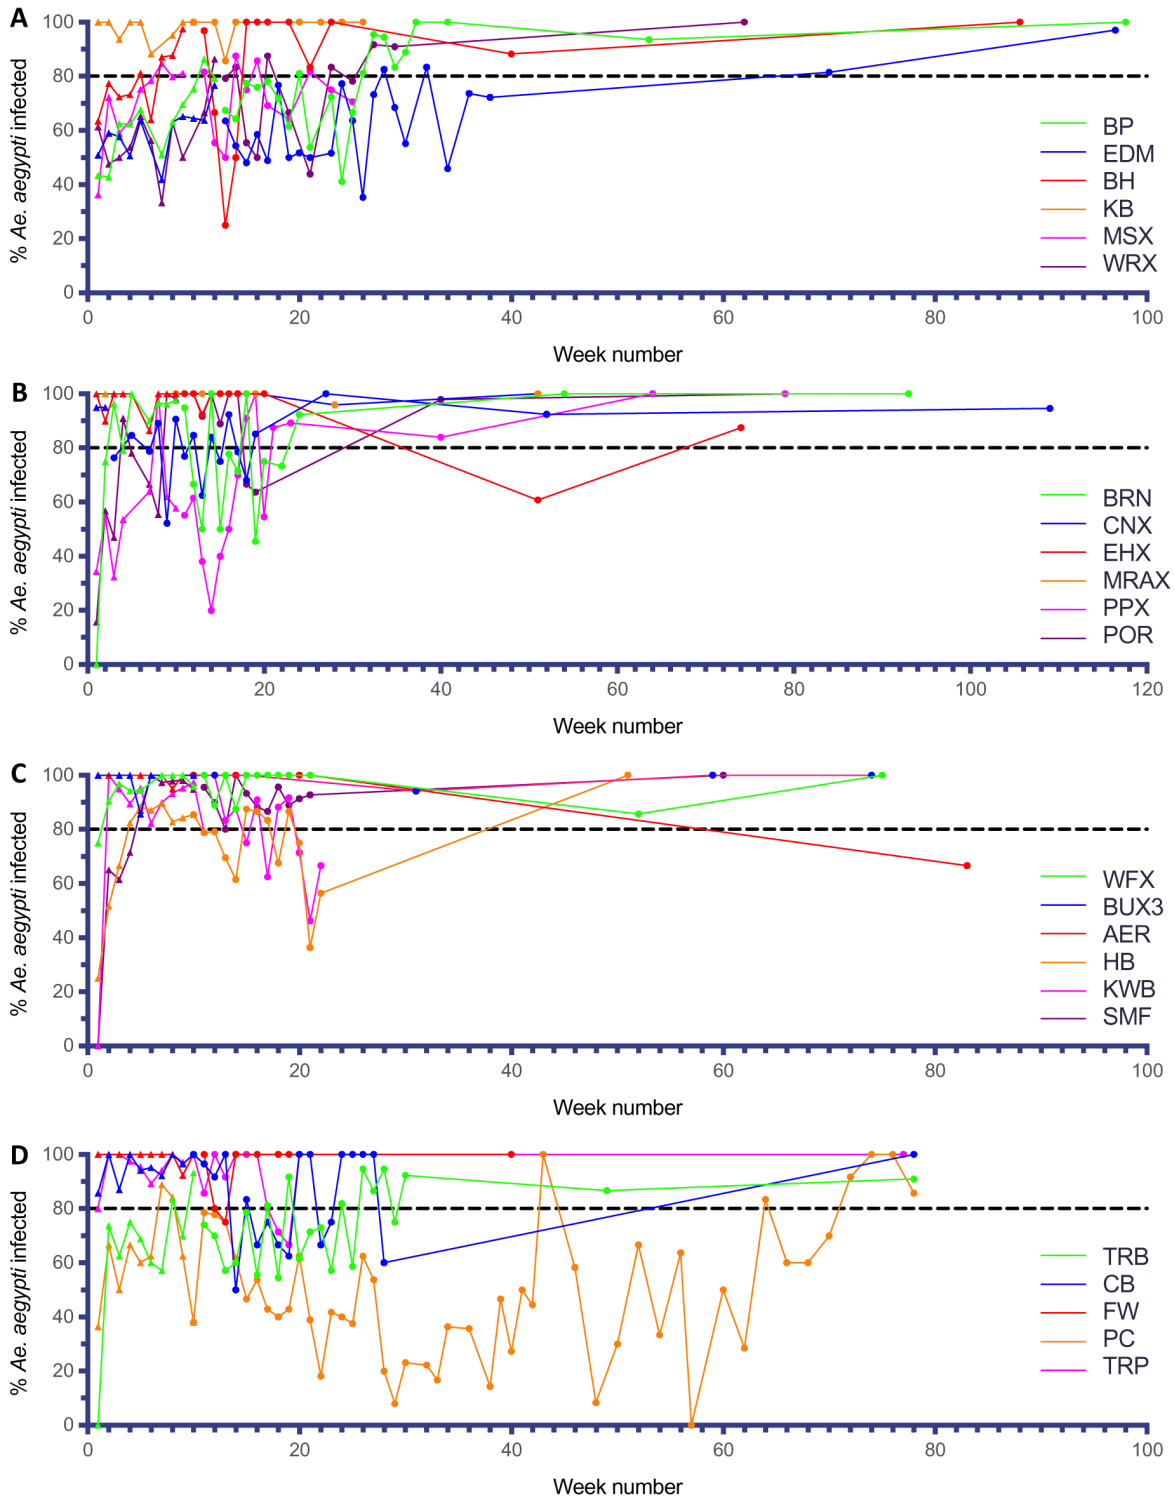 A
100
80
60
40
20
0
% Ae. aegypti infected
BP
EDM
BH
KB
MSX
WRX
0 20 40 60 80 100
Week number
B
100
80
60
40
20
0
% Ae. aegypti infected
BRN
CNX
EHX
MRAX
PPX
POR
0 20 40 60 80 100 120
Week number
C
100
80
60
40
20
0
% Ae. aegypti infected
WFX
BUX3
AER
HB
KWB
SMF
0 20 40 60 80 100
Week number
D
100
80
60
40
20
0
% Ae. aegypti infected
TRB
CB
FW
PC
TRP
0 20 40 60 80 100
Week number